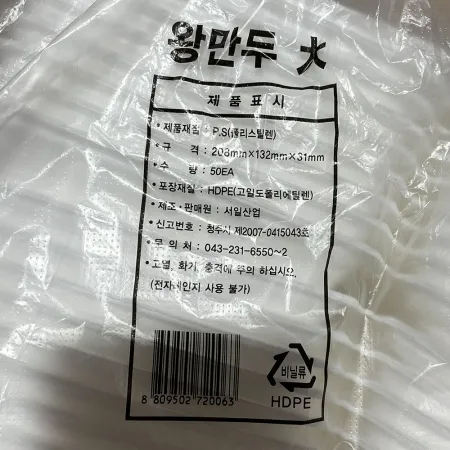 왕만두 大
제 품 표 시
• 제품재질 : P.S(폴리스틸렌)
• 규 격 : 208mm×132mm×31mm
• 수 량 : 50EA
• 포장재질 : HDPE(고밀도폴리에틸렌)
• 제조·판매원 : 서일산업
• 신고번호 : 청주시 제2007-0415043호
• 문 의 처 : 043-231-6550~2
• 고열, 화기, 충격에 주의 하십시요.
(전자레인지 사용 불가)
비닐류
HDPE
8 809502 720063